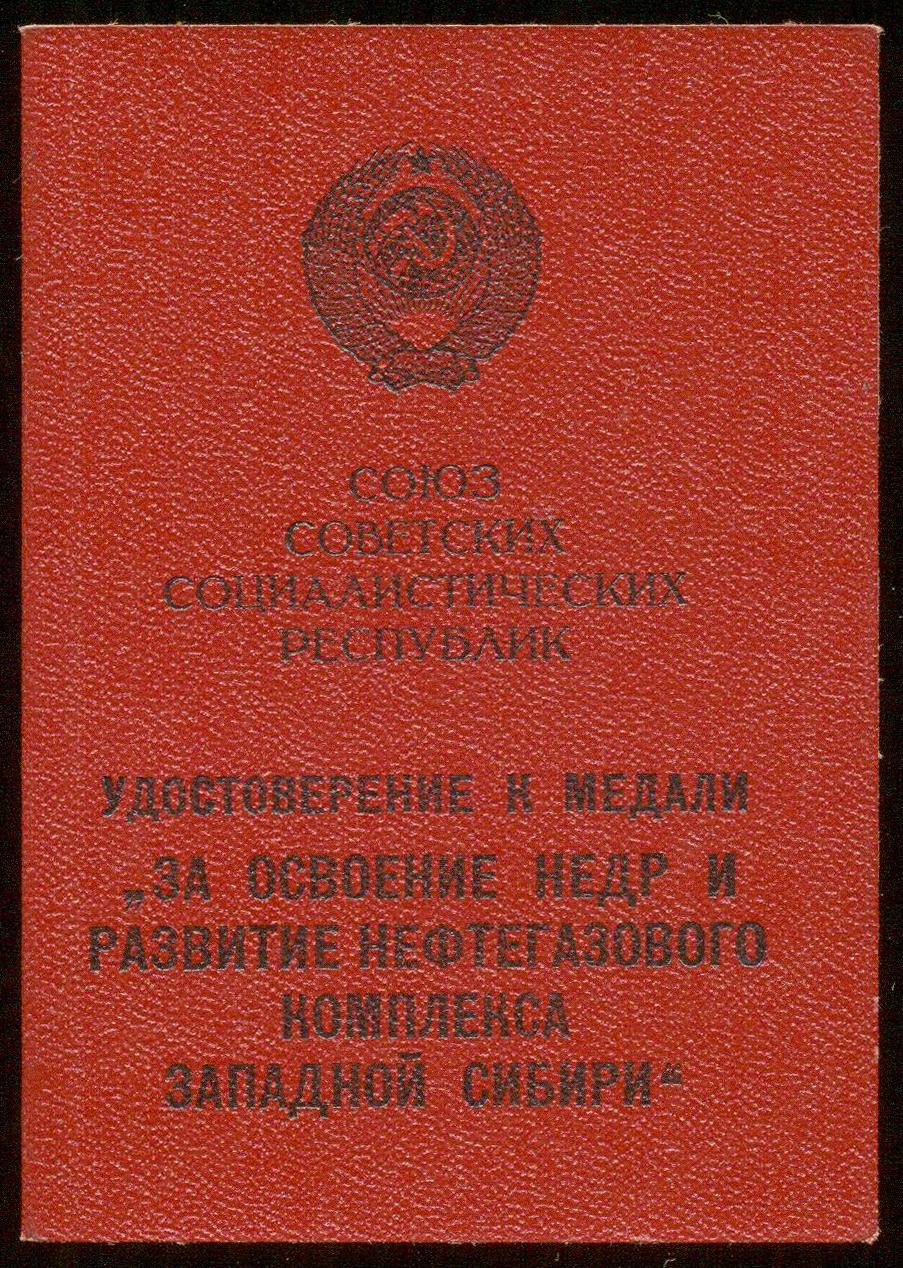 СОЮЗ
СОВЕТСКИХ
СОЦИАЛИСТИЧЕСКИХ
РЕСПУБЛИК
УДОСТОВЕРЕНИЕ К МЕДАЛИ
„ЗА ОСВОЕНИЕ НЕДР И
РАЗВИТИЕ НЕФТЕГАЗОВОГО
КОМПЛЕКСА
ЗАПАДНОЙ СИБИРИ“